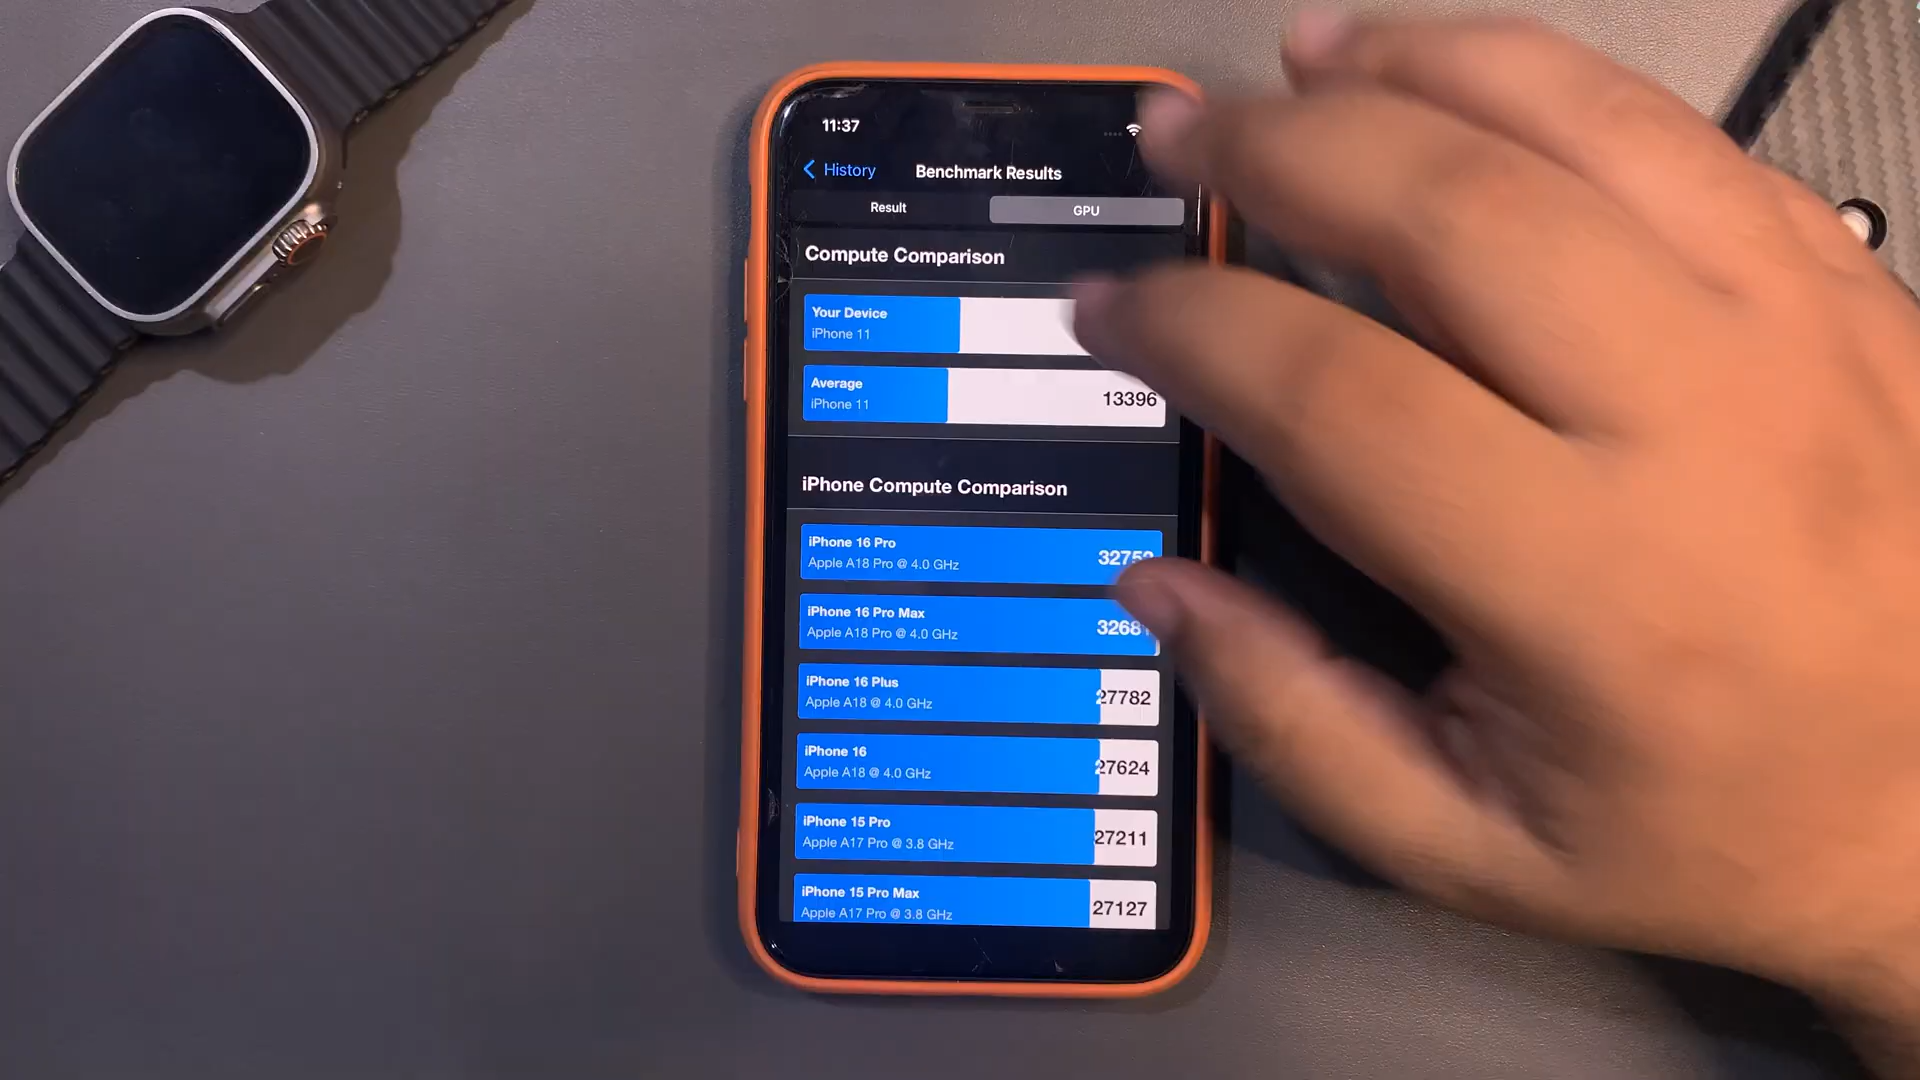 11:37
History
Benchmark Results
Result
GPU
Compute Comparison
Your Device
iPhone 11
Average
iPhone 11
13396
iPhone Compute Comparison
iPhone 16 Pro
Apple A18 Pro @ 4.0 GHz
iPhone 16 Pro Max
Apple A18 Pro @ 4.0 GHz
iPhone 16 Plus
Apple A18 @ 4.0 GHz
27782
iPhone 16
Apple A18 @ 4.0 GHz
27624
iPhone 15 Pro
Apple A17 Pro @ 3.8 GHz
27211
iPhone 15 Pro Max
Apple A17 Pro @ 3.8 GHz
27127